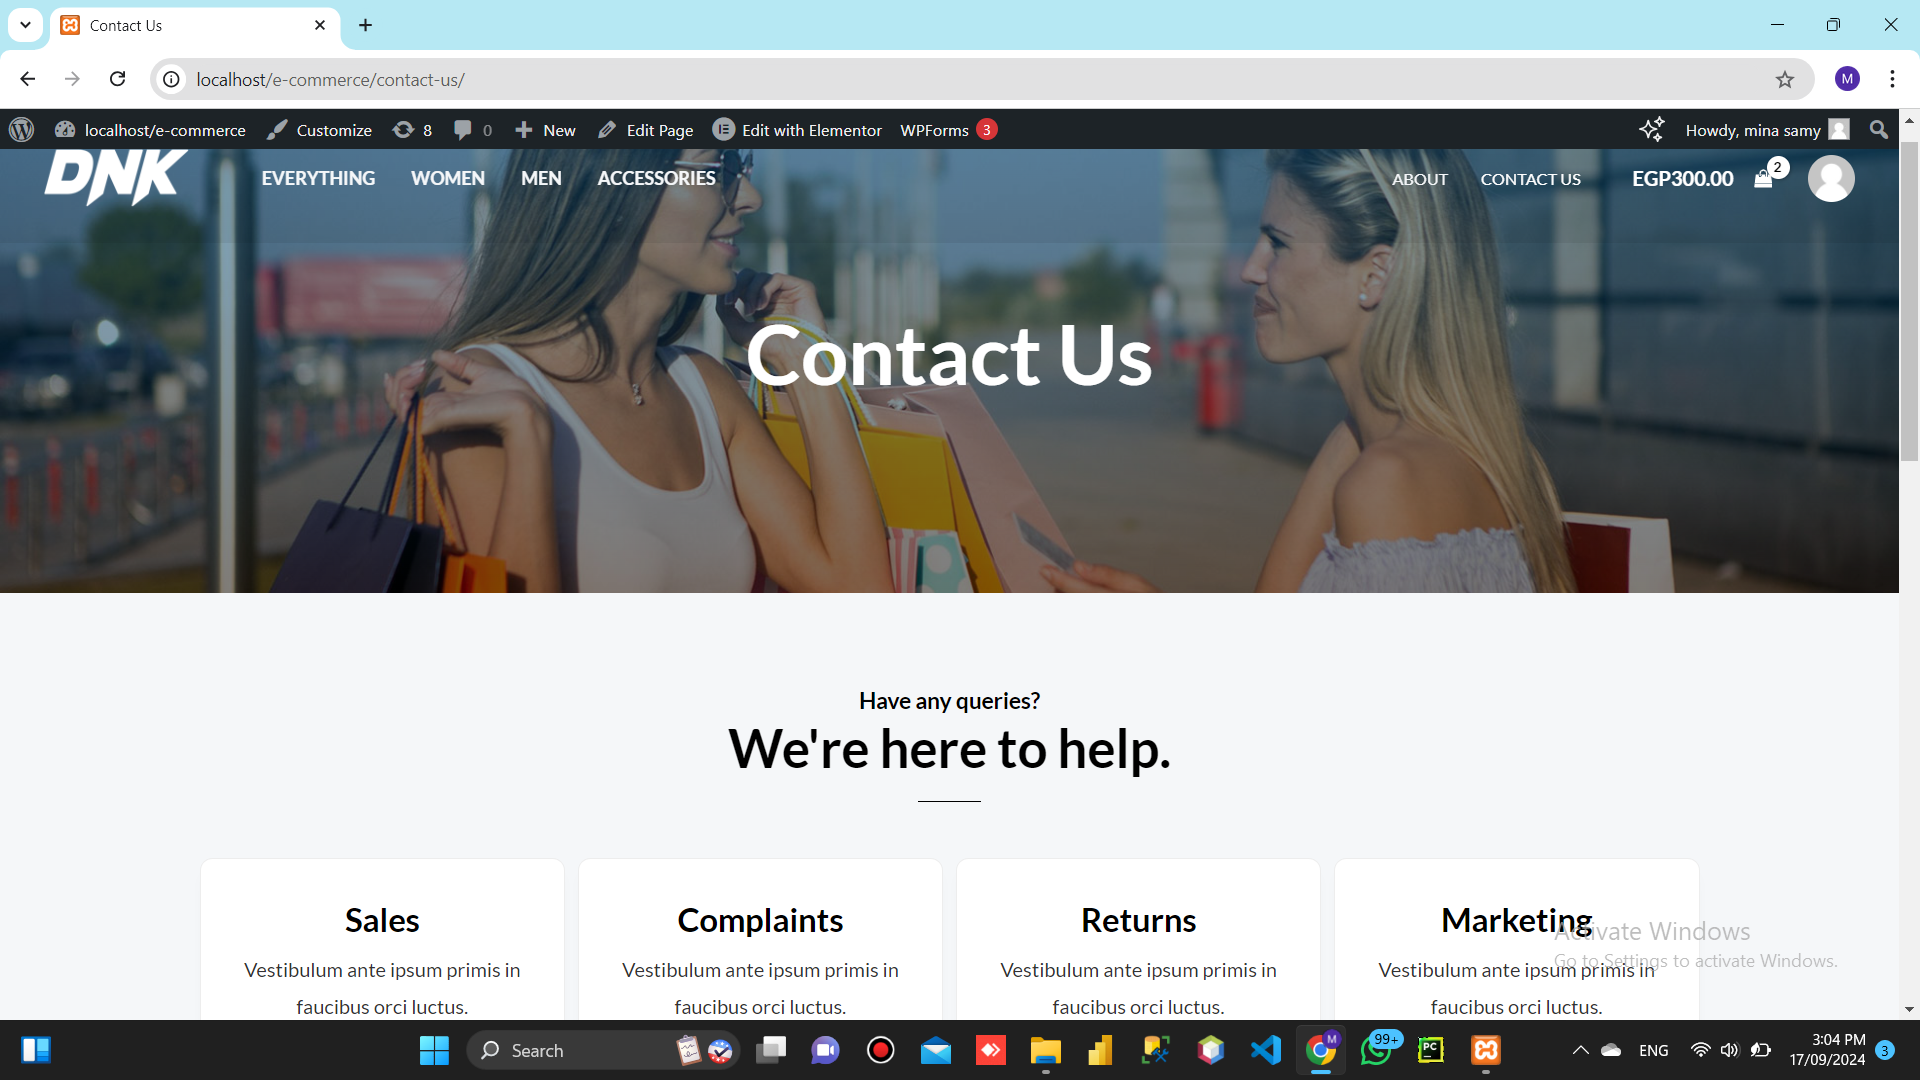 Contact Us
localhost/e-commerce/contact-us/
M
localhost/e-commerce Customize 8 0 New Edit Page Edit with Elementor WPForms 3 Howdy, mina samy
DNK EVERYTHING WOMEN MEN ACCESSORIES ABOUT CONTACT US EGP300.00 2
Contact Us
Have any queries?
We're here to help.
Sales
Vestibulum ante ipsum primis in
faucibus orci luctus.
Complaints
Vestibulum ante ipsum primis in
faucibus orci luctus.
Returns
Vestibulum ante ipsum primis in
faucibus orci luctus.
Marketing
Vestibulum ante ipsum primis in
faucibus orci luctus.
Activate Windows
Go to Settings to activate Windows.
Search M 99+ PC ENG
3:04 PM
17/09/2024 3